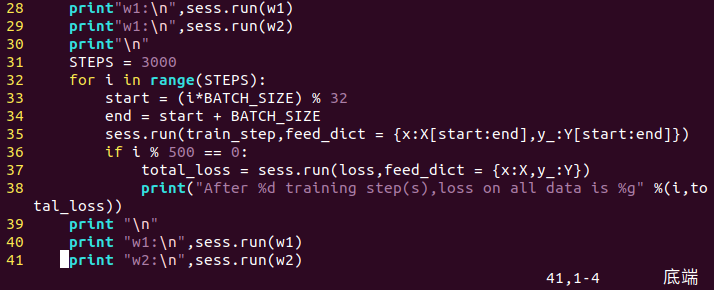 28     print"w1:\n",sess.run(w1)
29     print"w1:\n",sess.run(w2)
30     print"\n"
31     STEPS = 3000
32     for i in range(STEPS):
33         start = (i*BATCH_SIZE) % 32
34         end = start + BATCH_SIZE
35         sess.run(train_step,feed_dict = {x:X[start:end],y_:Y[start:end]})
36         if i % 500 == 0:
37             total_loss = sess.run(loss,feed_dict = {x:X,y_:Y})
38             print("After %d training step(s),loss on all data is %g" %(i,to
tal_loss))
39     print "\n"
40     print "w1:\n",sess.run(w1)
41     print "w2:\n",sess.run(w2)
41,1-4 底端